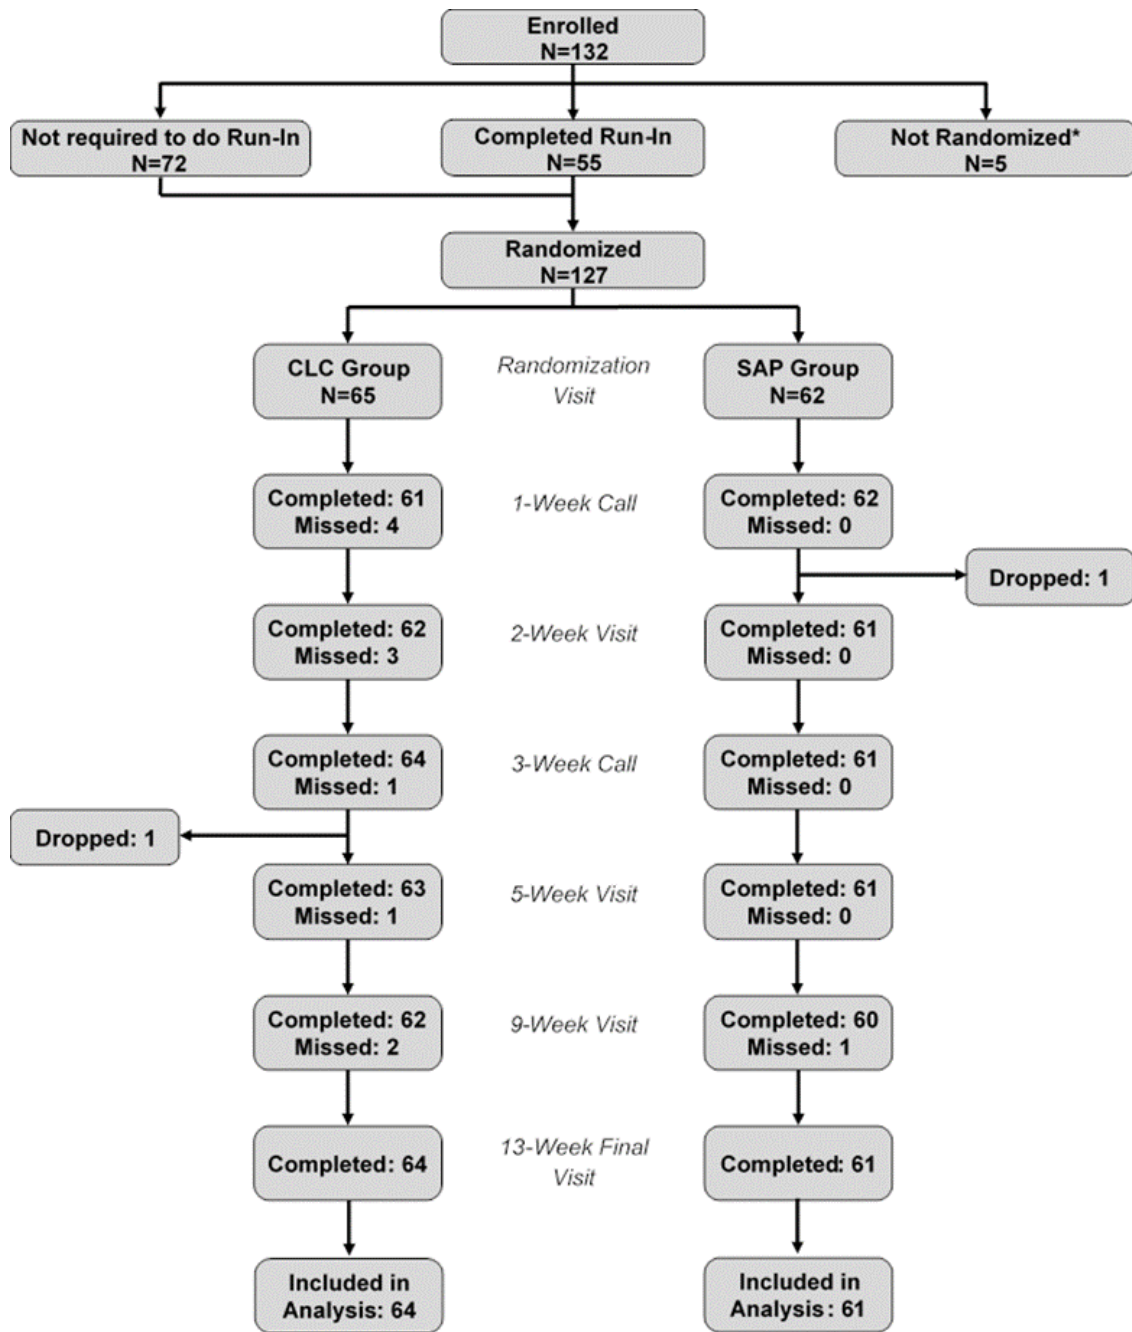 Enrolled
N=132
Not required to do Run-In
N=72
Completed Run-In
N=55
Not Randomized*
N=5
Randomized
N=127
CLC Group
N=65
Randomization
Visit
SAP Group
N=62
Completed: 61
Missed: 4
1-Week Call
Completed: 62
Missed: 0
Dropped: 1
Completed: 62
Missed: 3
2-Week Visit
Completed: 61
Missed: 0
Completed: 64
Missed: 1
3-Week Call
Completed: 61
Missed: 0
Dropped: 1
Completed: 63
Missed: 1
5-Week Visit
Completed: 61
Missed: 0
Completed: 62
Missed: 2
9-Week Visit
Completed: 60
Missed: 1
Completed: 64
13-Week Final
Visit
Completed: 61
Included in
Analysis: 64
Included in
Analysis: 61